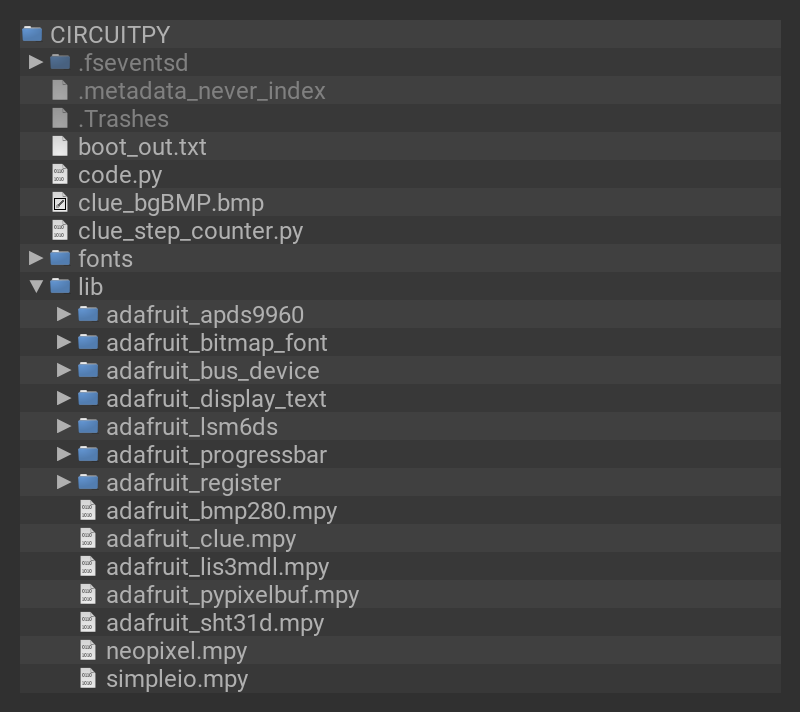 CIRCUITPY
.fseventsd
.metadata_never_index
.Trashes
boot_out.txt
code.py
clue_bgBMP.bmp
clue_step_counter.py
fonts
lib
adafruit_apds9960
adafruit_bitmap_font
adafruit_bus_device
adafruit_display_text
adafruit_lsm6ds
adafruit_progressbar
adafruit_register
adafruit_bmp280.mpy
adafruit_clue.mpy
adafruit_lis3mdl.mpy
adafruit_pypixelbuf.mpy
adafruit_sht31d.mpy
neopixel.mpy
simpleio.mpy